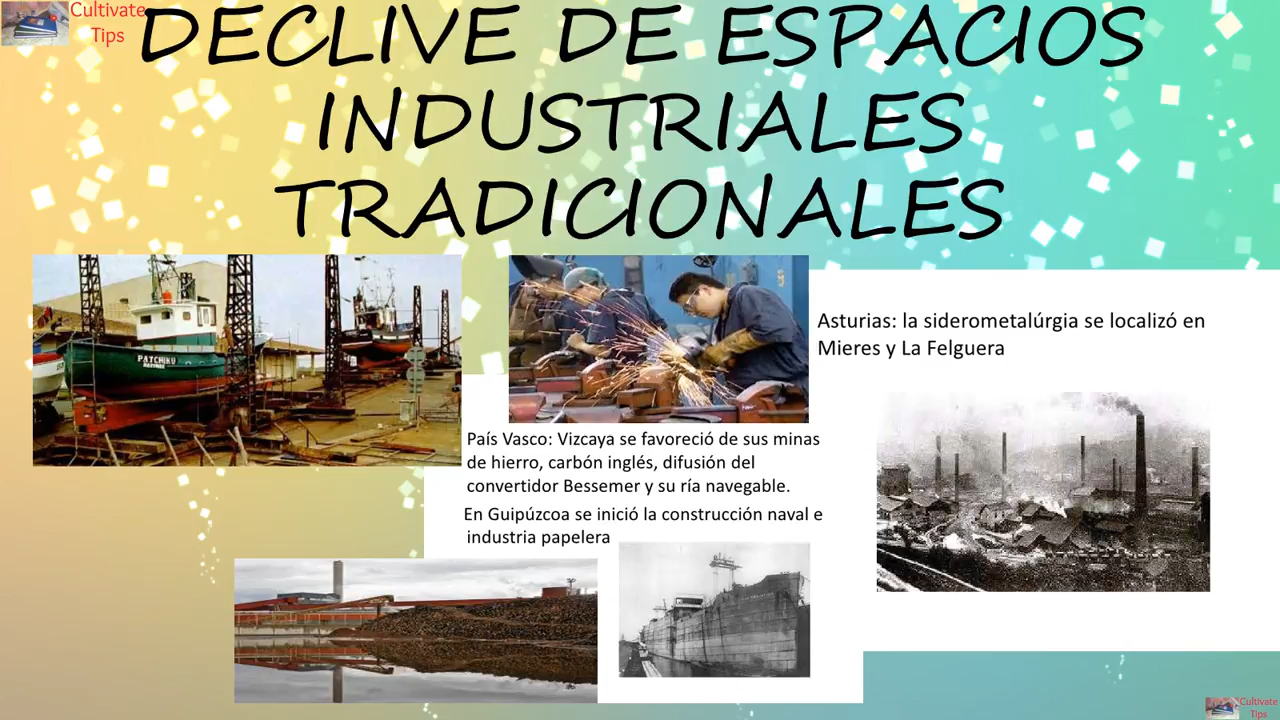 Cultivate
Tips
DECLIVE DE ESPACIOS
INDUSTRIALES
TRADICIONALES
PATCHIKU
Asturias: la siderometalúrgia se localizó en
Mieres y La Felguera
País Vasco: Vizcaya se favoreció de sus minas
de hierro, carbón inglés, difusión del
convertidor Bessemer y su ría navegable.
En Guipúzcoa se inició la construcción naval e
industria papelera
Cultivate
Tips